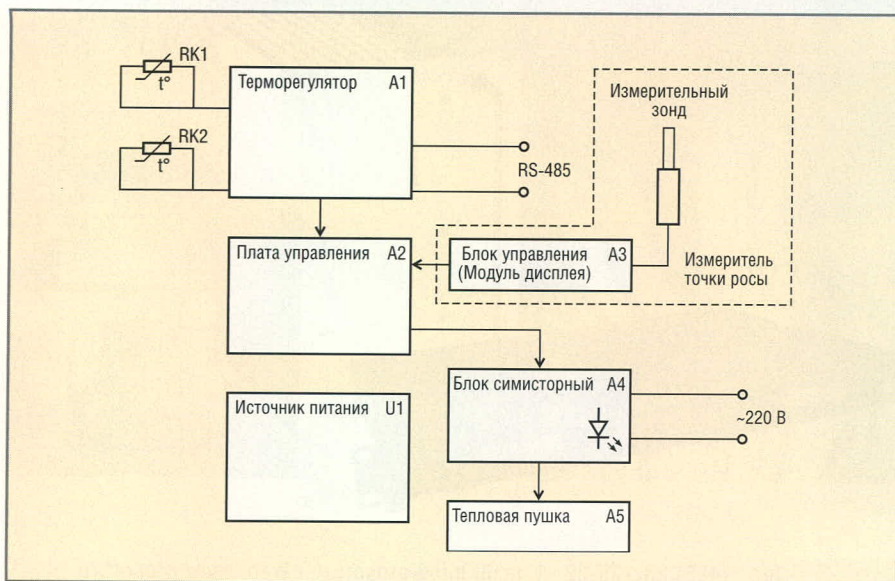 RK1
t°
RK2
t°
Терморегулятор A1
RS-485
Измерительный
зонд
Плата управления A2
Блок управления A3
(Модуль дисплея)
Измеритель
точки росы
Источник питания U1
Блок симисторный A4
~220 В
Тепловая пушка A5